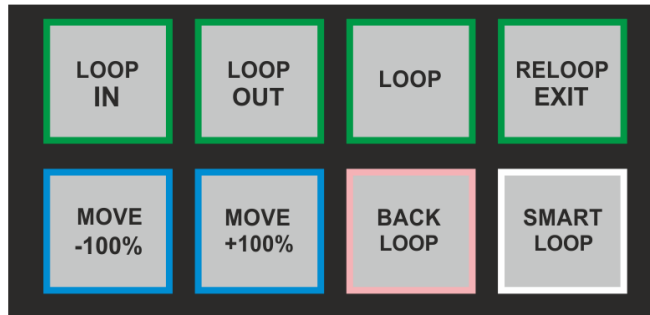 LOOP
IN
LOOP
OUT
LOOP
RELOOP
EXIT
MOVE
-100%
MOVE
+100%
BACK
LOOP
SMART
LOOP